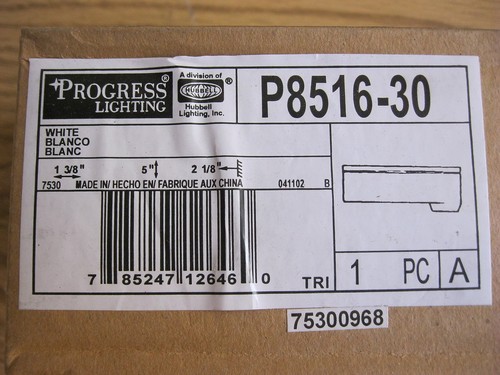 PROGRESS®
LIGHTING
A division of
HUBBELL ®
Hubbell
Lighting, Inc.
P8516-30
WHITE
BLANCO
BLANC
1 3/8" 5" 2 1/8"
7530 MADE IN/ HECHO EN/ FABRIQUE AUX CHINA 041102 B
7 85247 12646 0
TRI
1 PC A
75300968